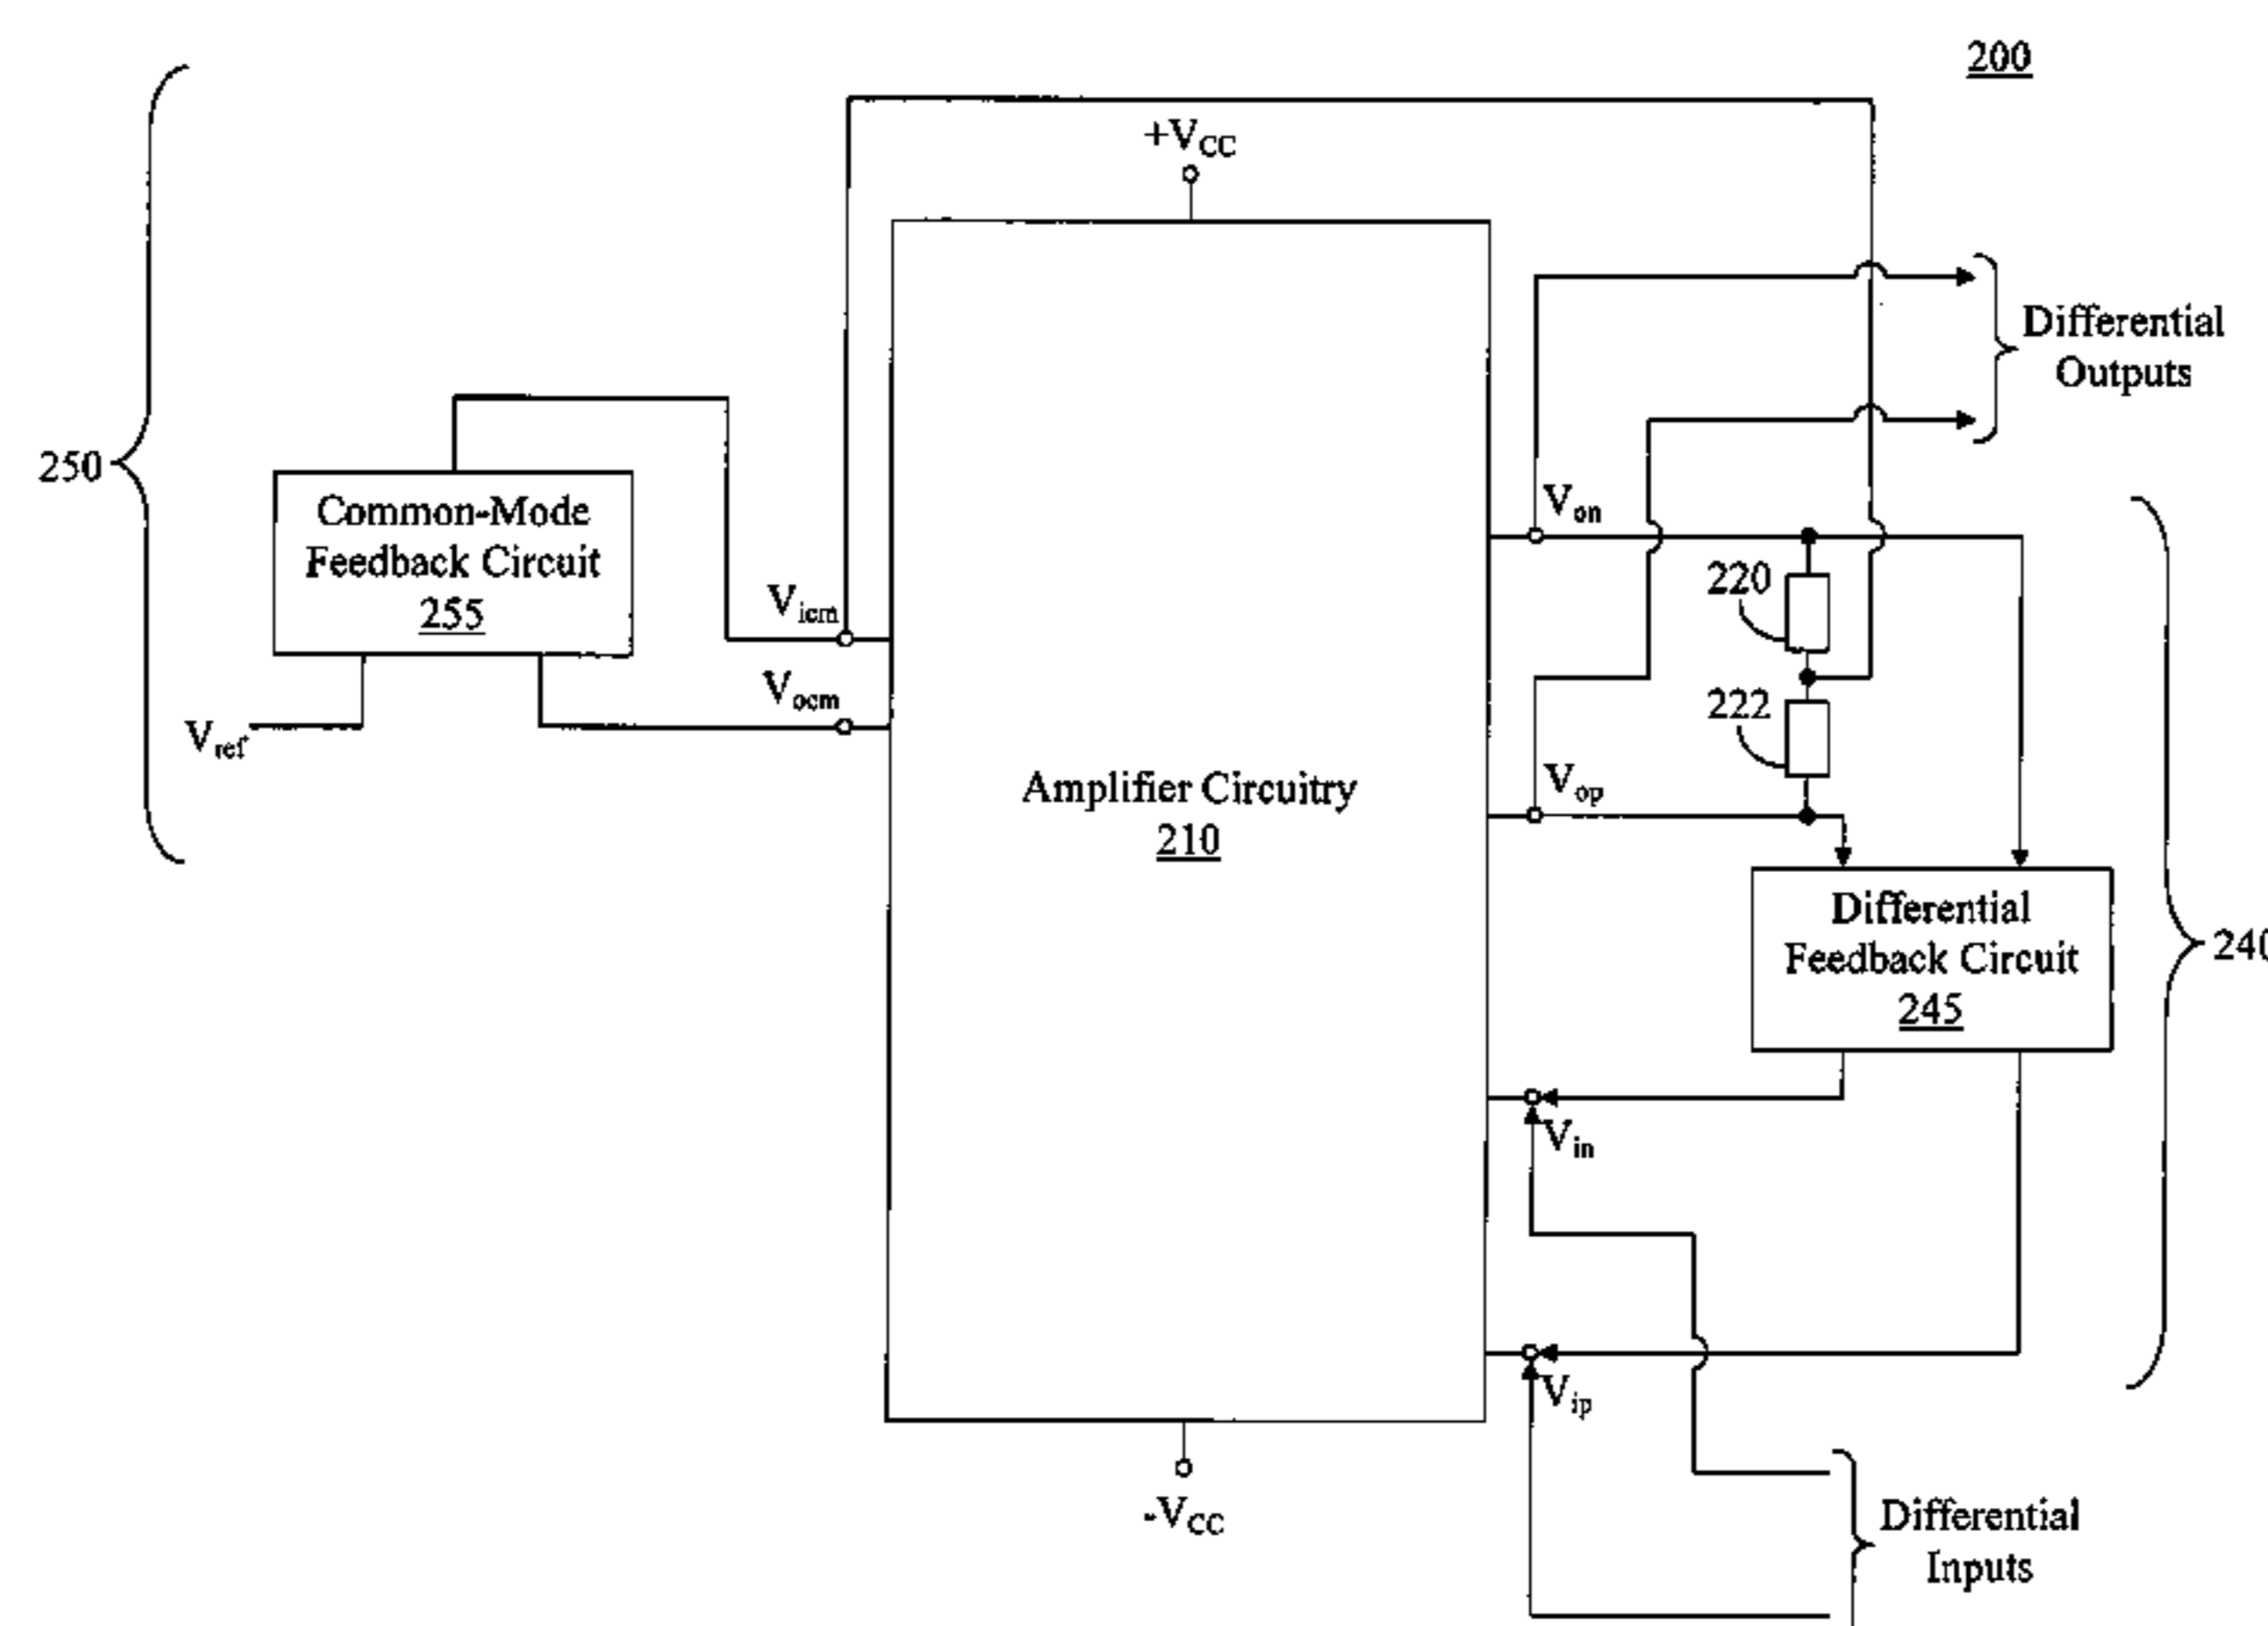 200
+VCC
Differential
Outputs
250
Common-Mode
Feedback Circuit
255
Von
220
Vicm
Vocm
222
Vref
Vop
Amplifier Circuitry
210
Differential
Feedback Circuit
245
240
Vin
Vip
-VCC
Differential
Inputs